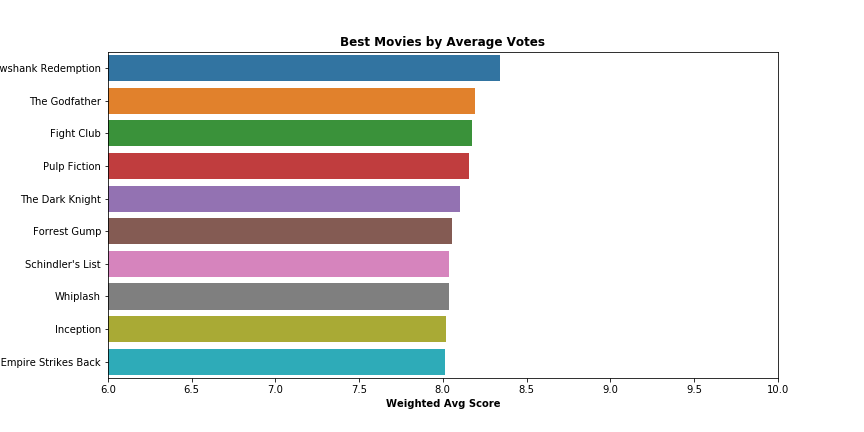 Best Movies by Average Votes
wshank Redemption
The Godfather
Fight Club
Pulp Fiction
The Dark Knight
Forrest Gump
Schindler's List
Whiplash
Inception
Empire Strikes Back
6.0 6.5 7.0 7.5 8.0 8.5 9.0 9.5 10.0
Weighted Avg Score